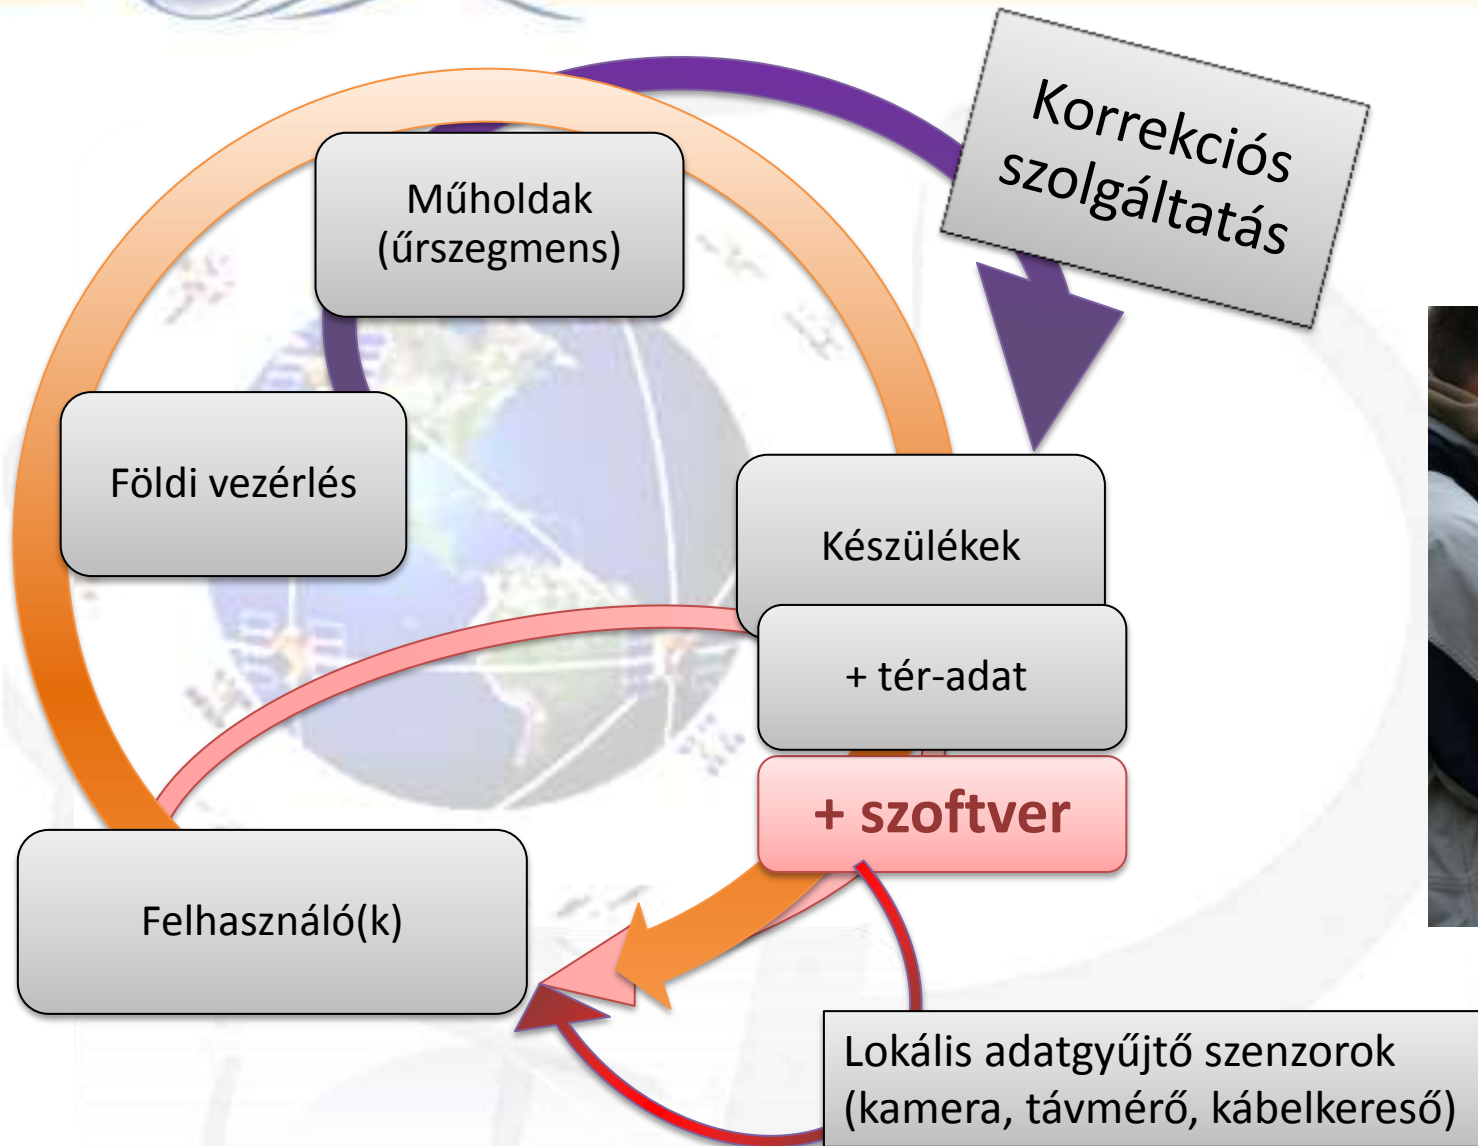 Korrekciós
szolgáltatás
Műholdak
(űrszegmens)
Földi vezérlés
Készülékek
+ tér-adat
+ szoftver
Felhasználó(k)
Lokális adatgyűjtő szenzorok
(kamera, távmérő, kábelkereső)